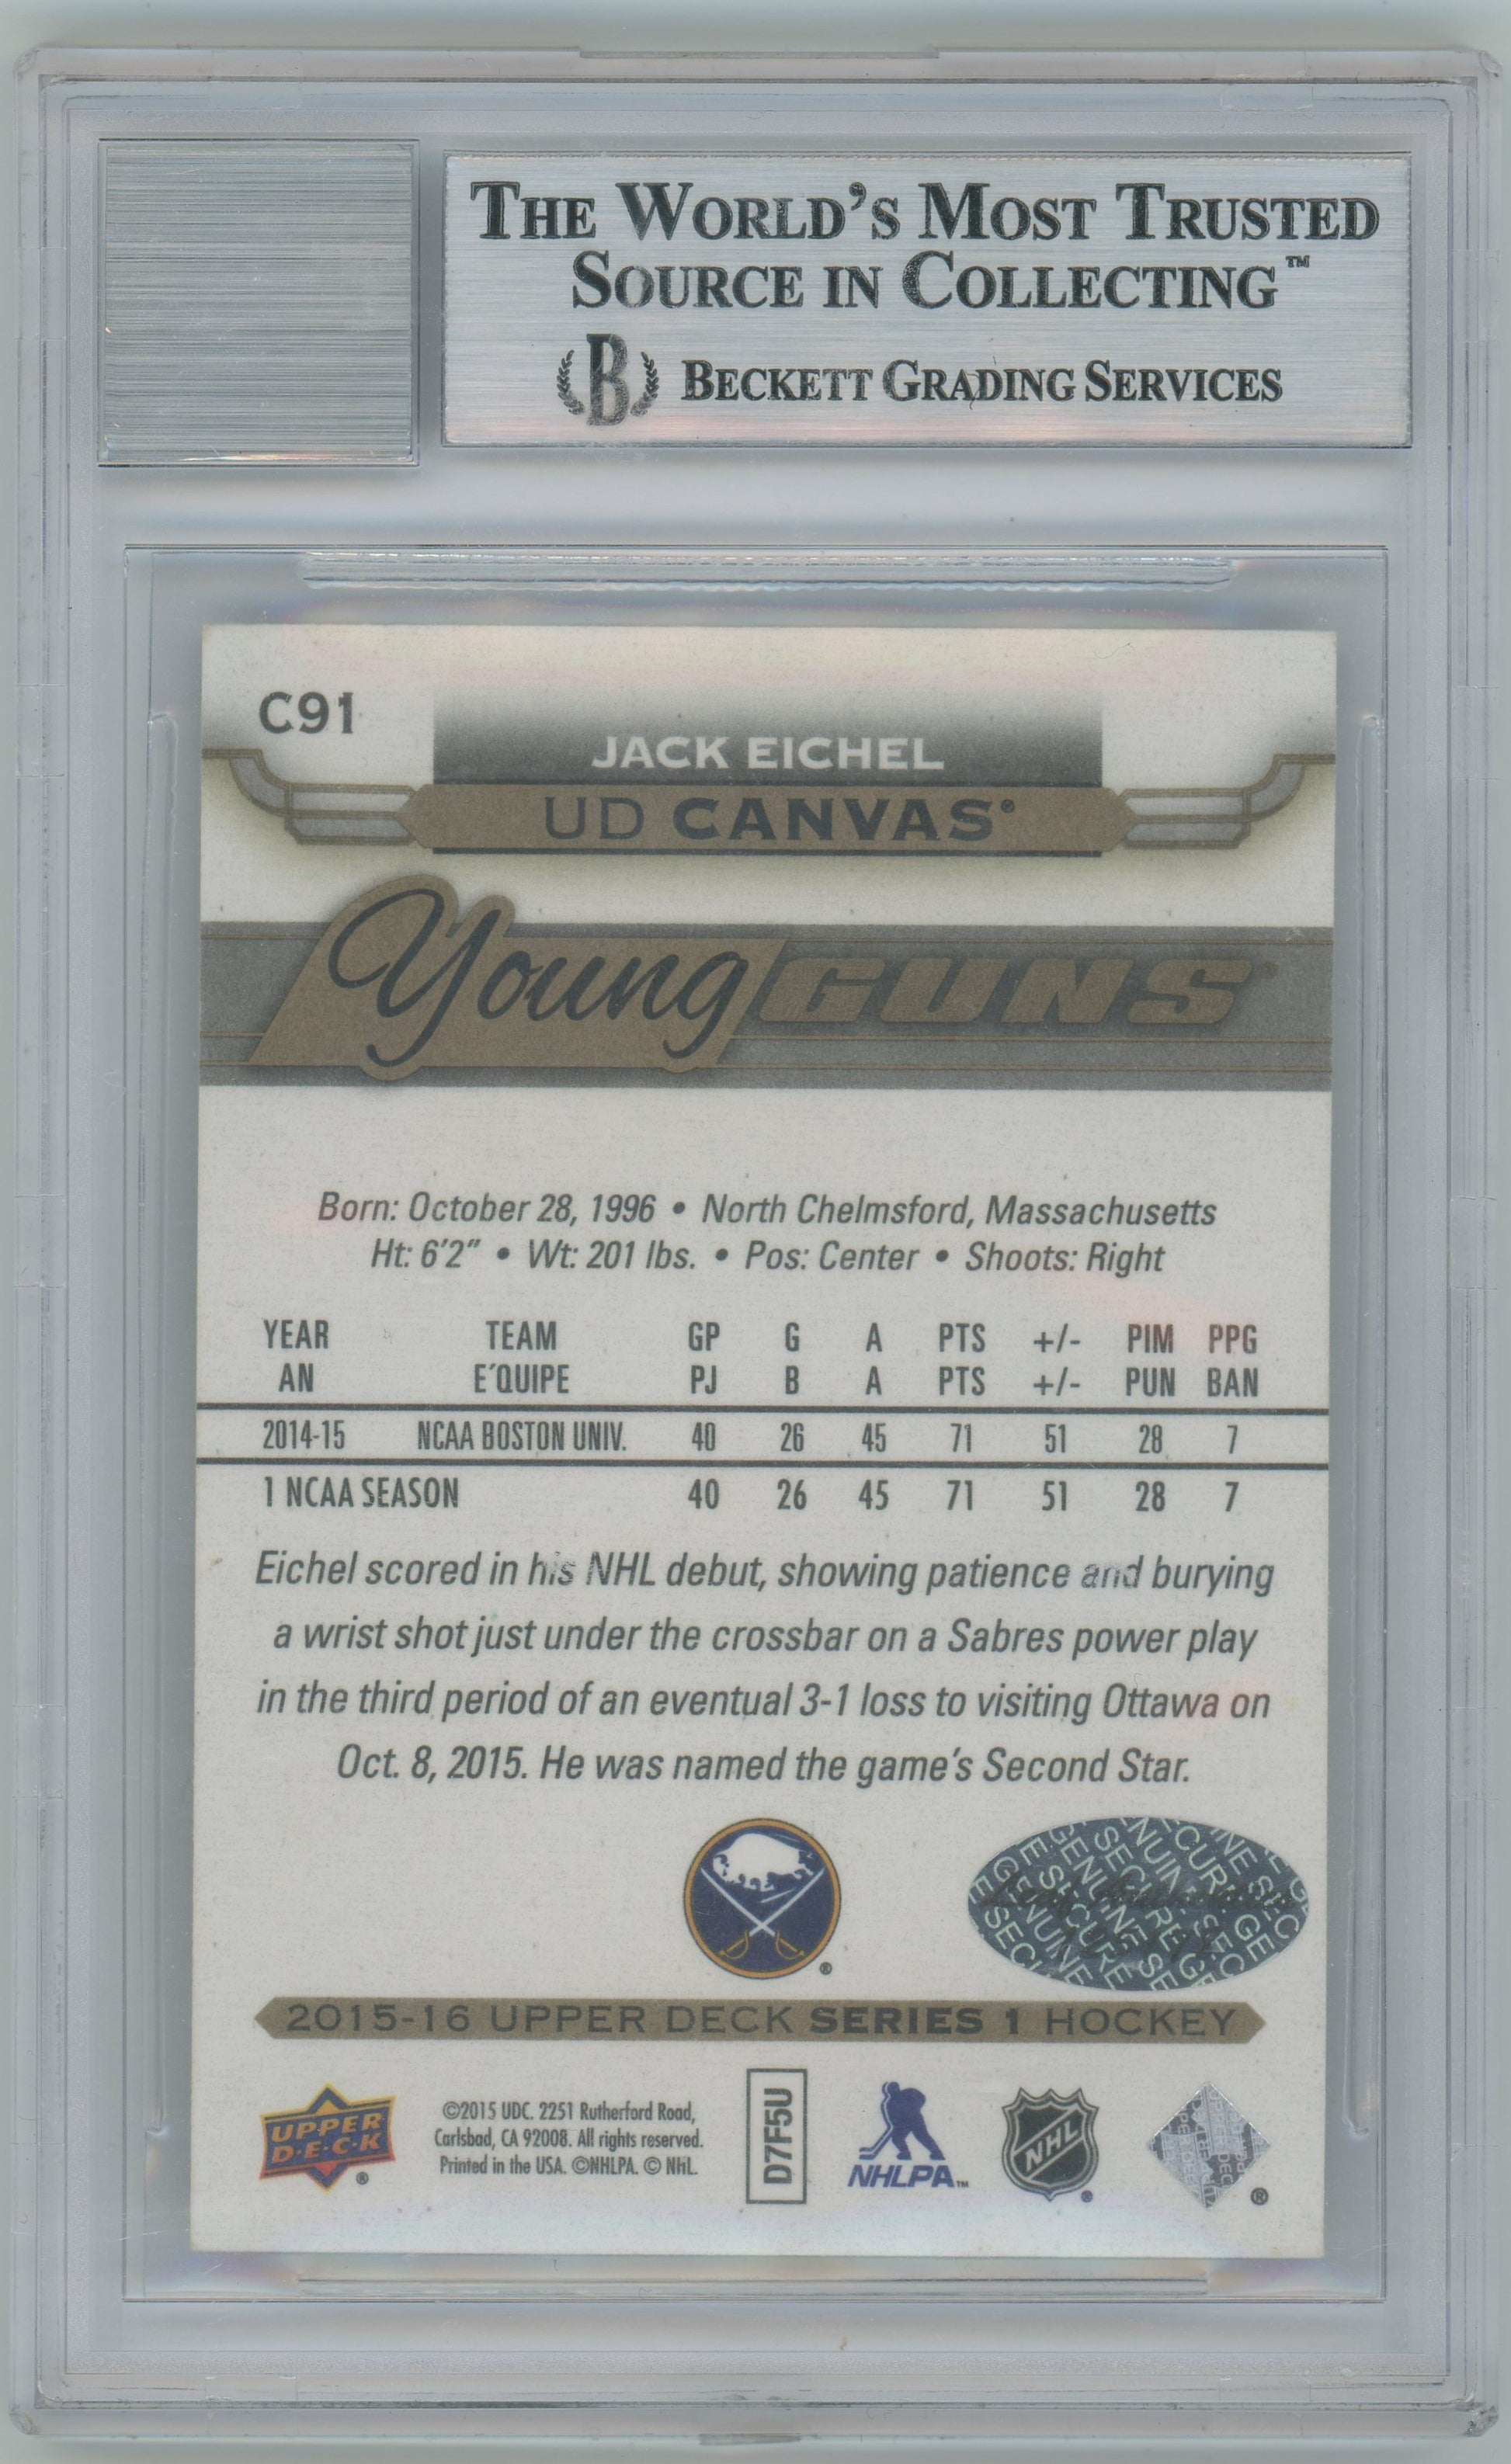 THE WORLD'S MOST TRUSTED
SOURCE IN COLLECTING™
B BECKETT GRADING SERVICES
C91
JACK EICHEL
UD CANVAS®
Young GUNS
Born: October 28, 1996 • North Chelmsford, Massachusetts
Ht: 6'2" • Wt: 201 lbs. • Pos: Center • Shoots: Right
YEAR TEAM GP G A PTS +/- PIM PPG
AN E´QUIPE PJ B A PTS +/- PUN BAN
2014-15 NCAA BOSTON UNIV. 40 26 45 71 51 28 7
1 NCAA SEASON 40 26 45 71 51 28 7
Eichel scored in his NHL debut, showing patience and burying
a wrist shot just under the crossbar on a Sabres power play
in the third period of an eventual 3-1 loss to visiting Ottawa on
Oct. 8, 2015. He was named the game's Second Star.
GENUINE SECURE
2015-16 UPPER DECK SERIES 1 HOCKEY
UPPER
D·E·C·K
®
©2015 UDC. 2251 Rutherford Road,
Carlsbad, CA 92008. All rights reserved.
Printed in the USA. ©NHLPA. © NHL.
D7F5U
NHLPA™
NHL
®